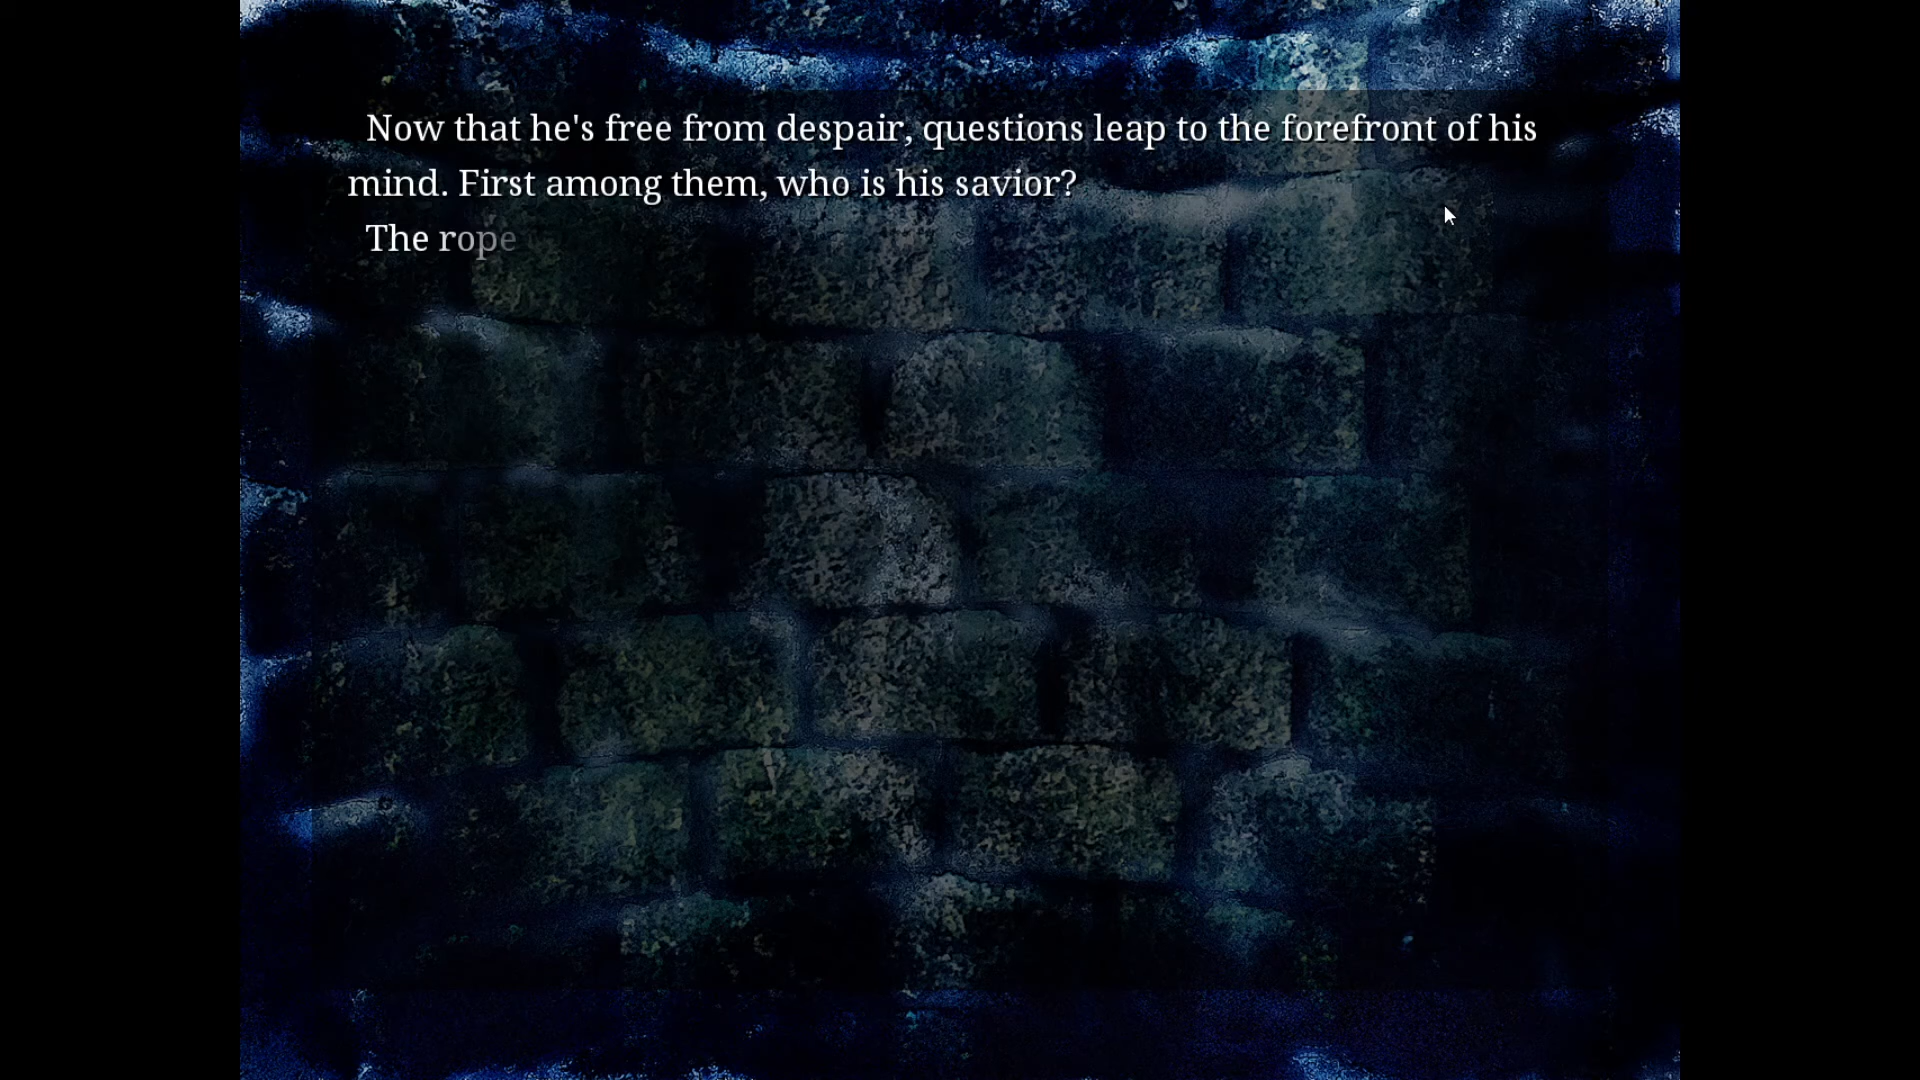 Now that he's free from despair, questions leap to the forefront of his
mind. First among them, who is his savior?
The rope